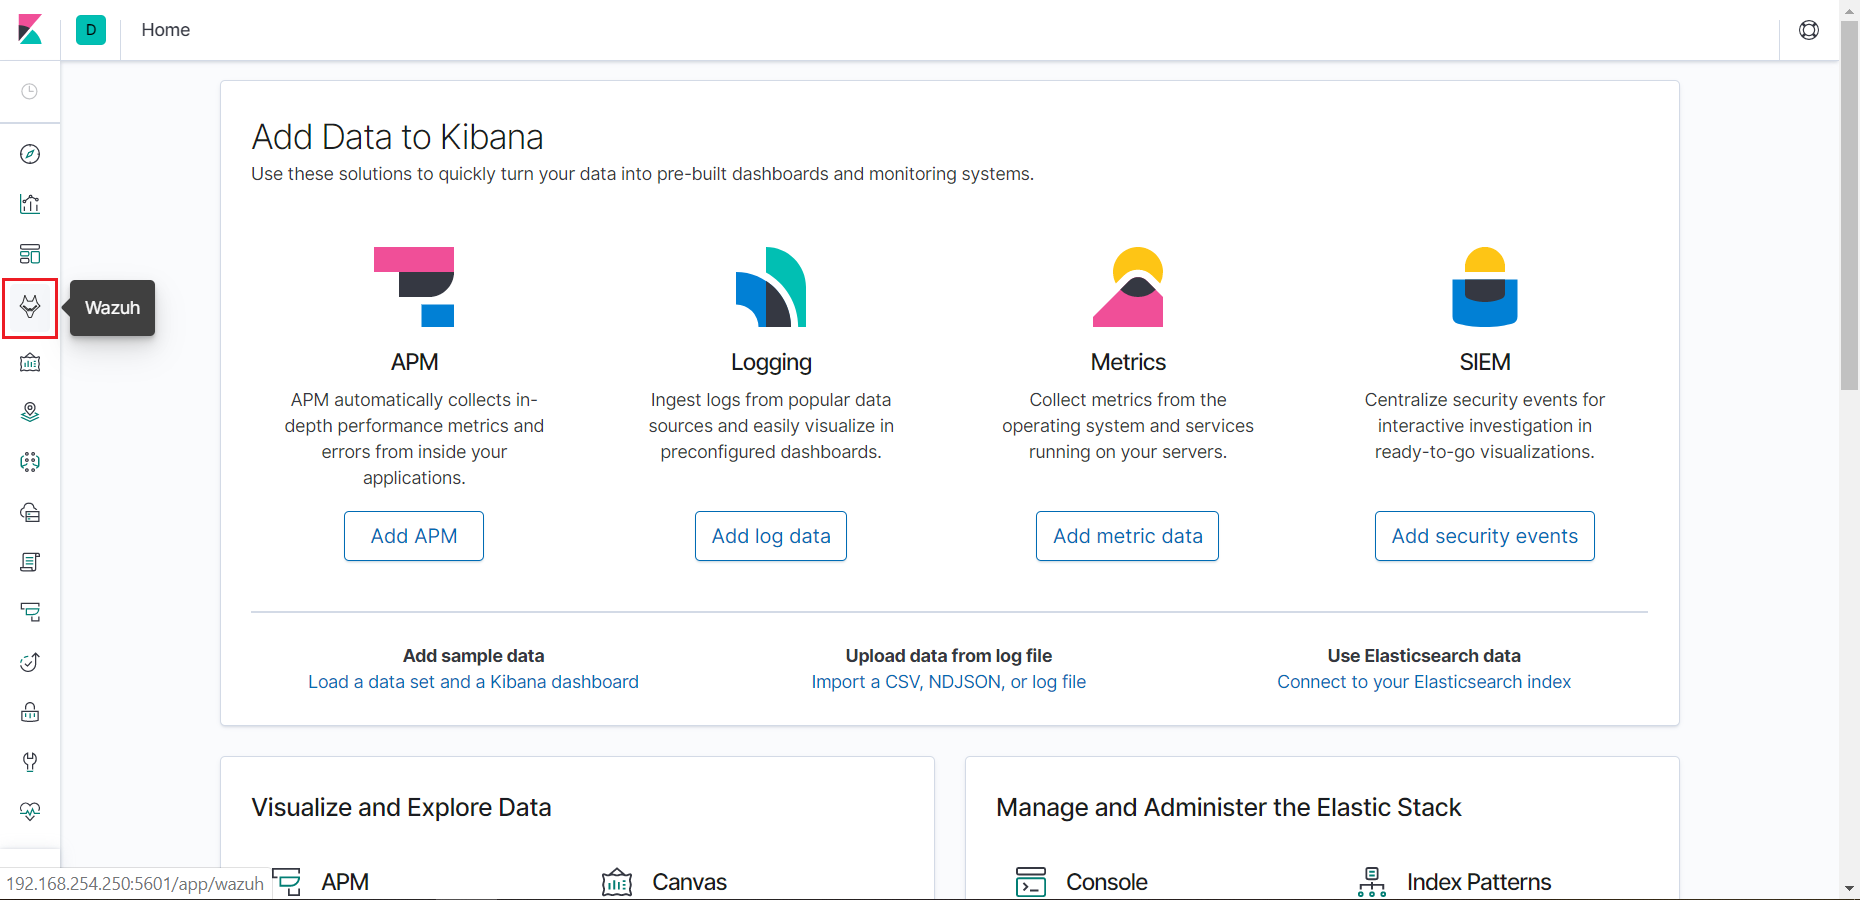 D
Home
Add Data to Kibana
Use these solutions to quickly turn your data into pre-built dashboards and monitoring systems.
Wazuh
APM
APM automatically collects in-
depth performance metrics and
errors from inside your
applications.
Add APM
Logging
Ingest logs from popular data
sources and easily visualize in
preconfigured dashboards.
Add log data
Metrics
Collect metrics from the
operating system and services
running on your servers.
Add metric data
SIEM
Centralize security events for
interactive investigation in
ready-to-go visualizations.
Add security events
Add sample data
Load a data set and a Kibana dashboard
Upload data from log file
Import a CSV, NDJSON, or log file
Use Elasticsearch data
Connect to your Elasticsearch index
Visualize and Explore Data
APM
Canvas
Manage and Administer the Elastic Stack
Console
Index Patterns
192.168.254.250:5601/app/wazuh